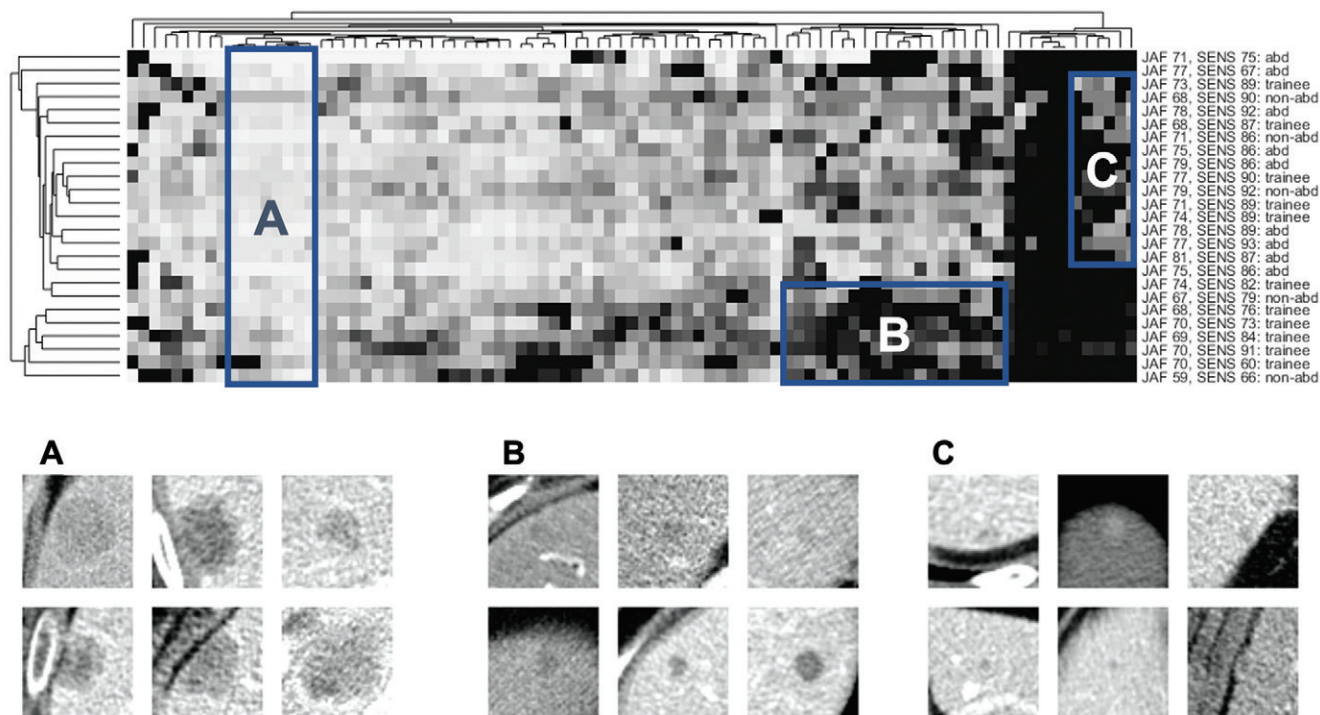 JAF 71, SENS 75: abd
JAF 77, SENS 67: abd
JAF 73, SENS 89: trainee
JAF 68, SENS 90: non-abd
JAF 78, SENS 92: abd
JAF 68, SENS 87: trainee
JAF 71, SENS 86: non-abd
JAF 75, SENS 86: abd
JAF 79, SENS 86: abd
JAF 77, SENS 90: trainee
JAF 79, SENS 92: non-abd
JAF 71, SENS 89: trainee
JAF 74, SENS 89: trainee
JAF 78, SENS 89: abd
JAF 77, SENS 93: abd
JAF 81, SENS 87: abd
JAF 75, SENS 86: abd
JAF 74, SENS 82: trainee
JAF 67, SENS 79: non-abd
JAF 68, SENS 76: trainee
JAF 70, SENS 73: trainee
JAF 69, SENS 84: trainee
JAF 70, SENS 91: trainee
JAF 70, SENS 60: trainee
JAF 59, SENS 66: non-abd
A
B
C
A
B
C